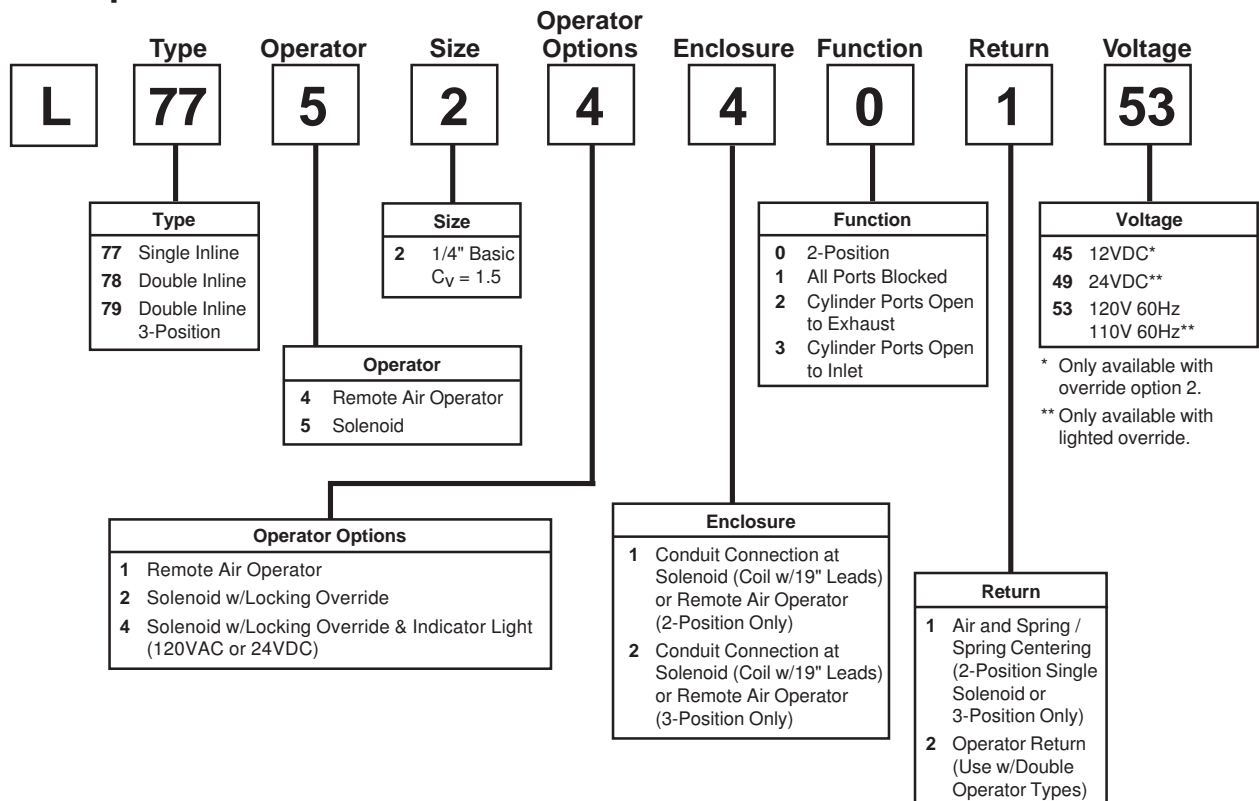 Type Operator Size Operator Options Enclosure Function Return Voltage
L 77 5 2 4 4 0 1 53
Type
77 Single Inline
78 Double Inline
79 Double Inline
3-Position
Size
2 1/4" Basic
CV = 1.5
Operator
4 Remote Air Operator
5 Solenoid
Function
0 2-Position
1 All Ports Blocked
2 Cylinder Ports Open
to Exhaust
3 Cylinder Ports Open
to Inlet
Voltage
45 12VDC*
49 24VDC**
53 120V 60Hz
110V 60Hz**
* Only available with
override option 2.
** Only available with
lighted override.
Operator Options
1 Remote Air Operator
2 Solenoid w/Locking Override
4 Solenoid w/Locking Override & Indicator Light
(120VAC or 24VDC)
Enclosure
1 Conduit Connection at
Solenoid (Coil w/19" Leads)
or Remote Air Operator
(2-Position Only)
2 Conduit Connection at
Solenoid (Coil w/19" Leads)
or Remote Air Operator
(3-Position Only)
Return
1 Air and Spring /
Spring Centering
(2-Position Single
Solenoid or
3-Position Only)
2 Operator Return
(Use w/Double
Operator Types)